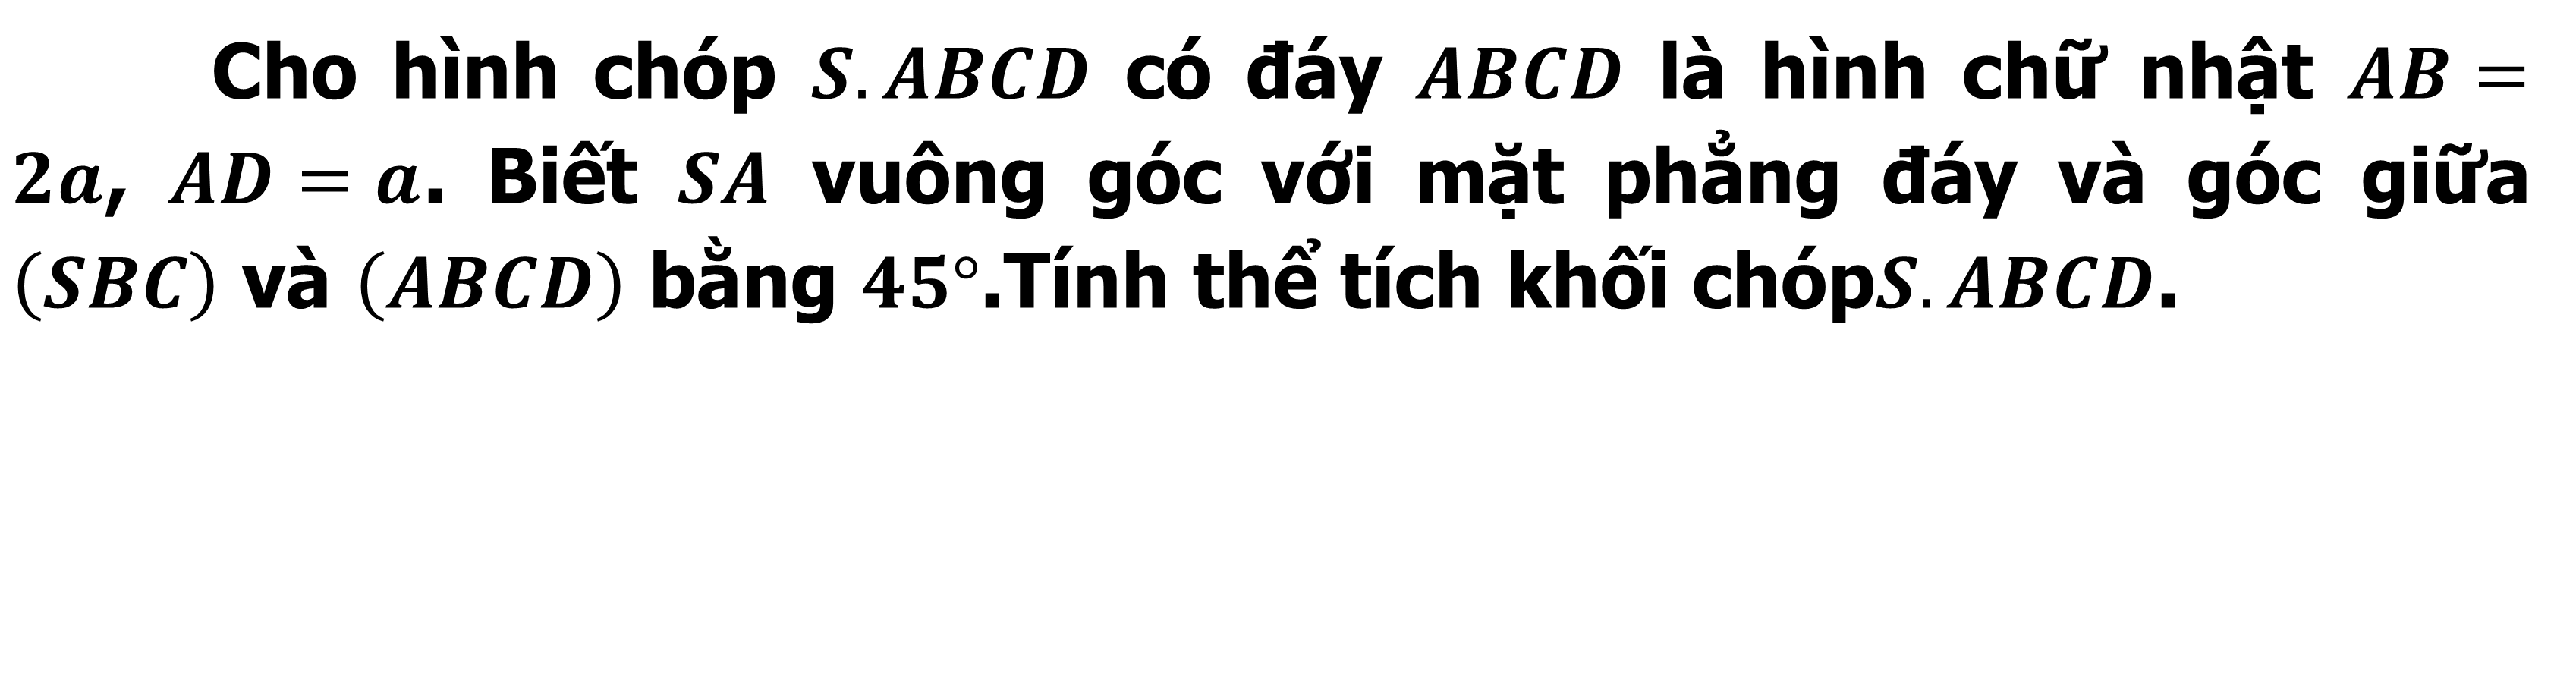 Cho hình chóp S.ABCD có đáy ABCD là hình chữ nhật AB =
2a, AD = a. Biết SA vuông góc với mặt phẳng đáy và góc giữa
(SBC) và (ABCD) bằng 45°.Tính thể tích khối chópS.ABCD.